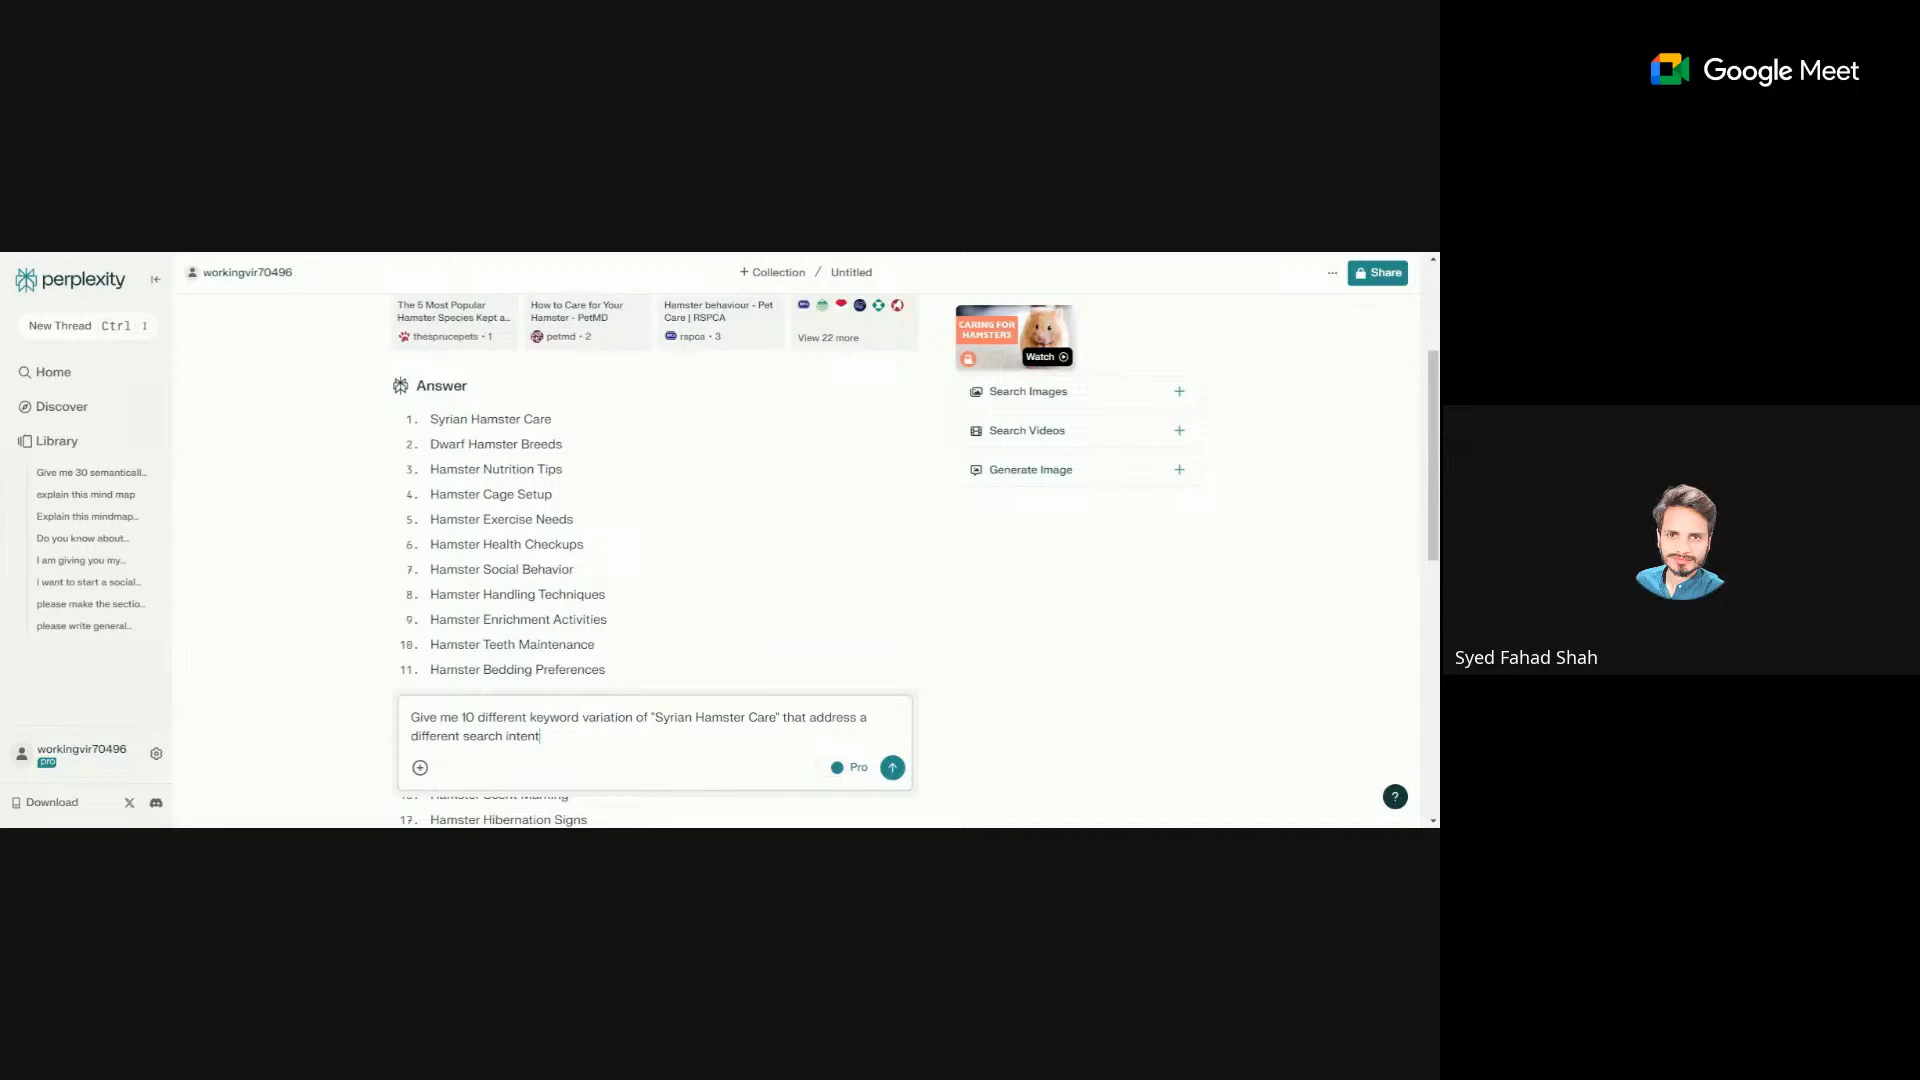 Google Meet
perplexity
workingvir70496
+ Collection / Untitled
Share
New Thread Ctrl I
Home
Discover
Library
Give me 30 semanticall...
explain this mind map
Explain this mindmap...
Do you know about...
I am giving you my...
i want to start a social...
please make the sectio...
please write general...
workingvir70496
pro
Download
The 5 Most Popular
Hamster Species Kept a...
thesprucepets • 1
How to Care for Your
Hamster - PetMD
petmd • 2
Hamster behaviour - Pet
Care | RSPCA
rspca • 3
View 22 more
CARING FOR
HAMSTERS
Watch
Search Images
Search Videos
Generate Image
Answer
1. Syrian Hamster Care
2. Dwarf Hamster Breeds
3. Hamster Nutrition Tips
4. Hamster Cage Setup
5. Hamster Exercise Needs
6. Hamster Health Checkups
7. Hamster Social Behavior
8. Hamster Handling Techniques
9. Hamster Enrichment Activities
10. Hamster Teeth Maintenance
11. Hamster Bedding Preferences
Give me 10 different keyword variation of "Syrian Hamster Care" that address a
different search intent
Pro
Hamster Scent Marking
17. Hamster Hibernation Signs
?
Syed Fahad Shah